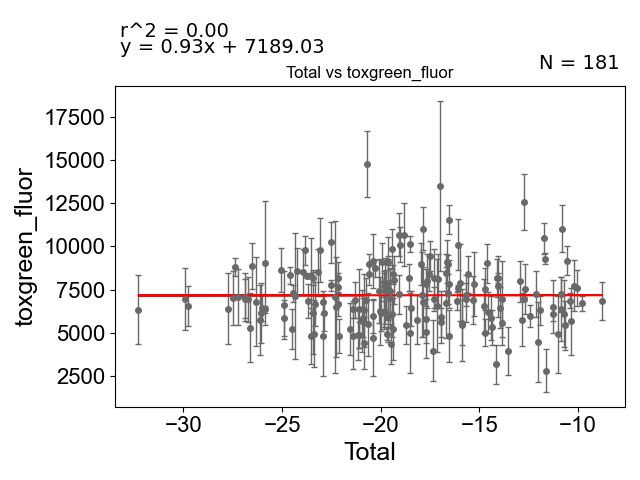 r^2 = 0.00
y = 0.93x + 7189.03
N = 181
Total vs toxgreen_fluor
17500
15000
12500
10000
7500
5000
2500
toxgreen_fluor
−30 −25 −20 −15 −10
Total